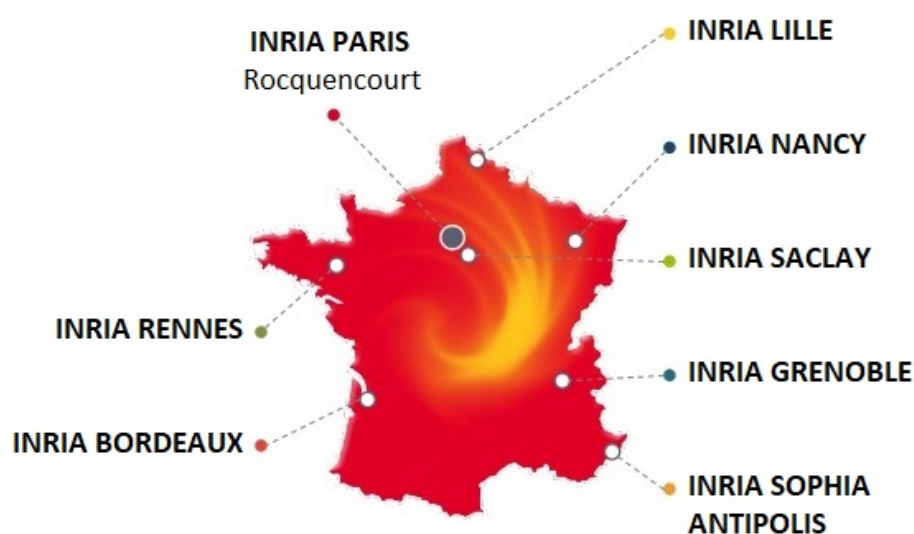 INRIA PARIS
Rocquencourt
INRIA LILLE
INRIA NANCY
INRIA SACLAY
INRIA RENNES
INRIA GRENOBLE
INRIA BORDEAUX
INRIA SOPHIA
ANTIPOLIS